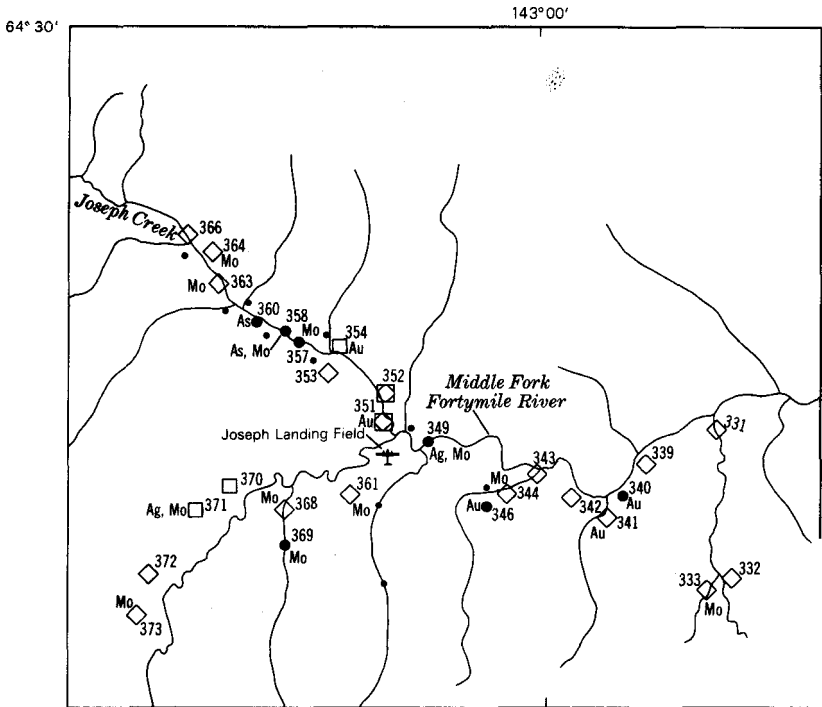 143°00'
64° 30'
Joseph Creek
366
364
Mo
Mo
363
360
As
358
Mo
354
Au
As, Mo
357
353
352
351
Au
Middle Fork
Fortymile River
Joseph Landing Field
349
Ag, Mo
331
339
343
Mo
344
342
340
Au
341
Au
Au
346
361
Mo
370
Ag, Mo
371
Mo
368
369
Mo
372
Mo
373
333
332
Mo